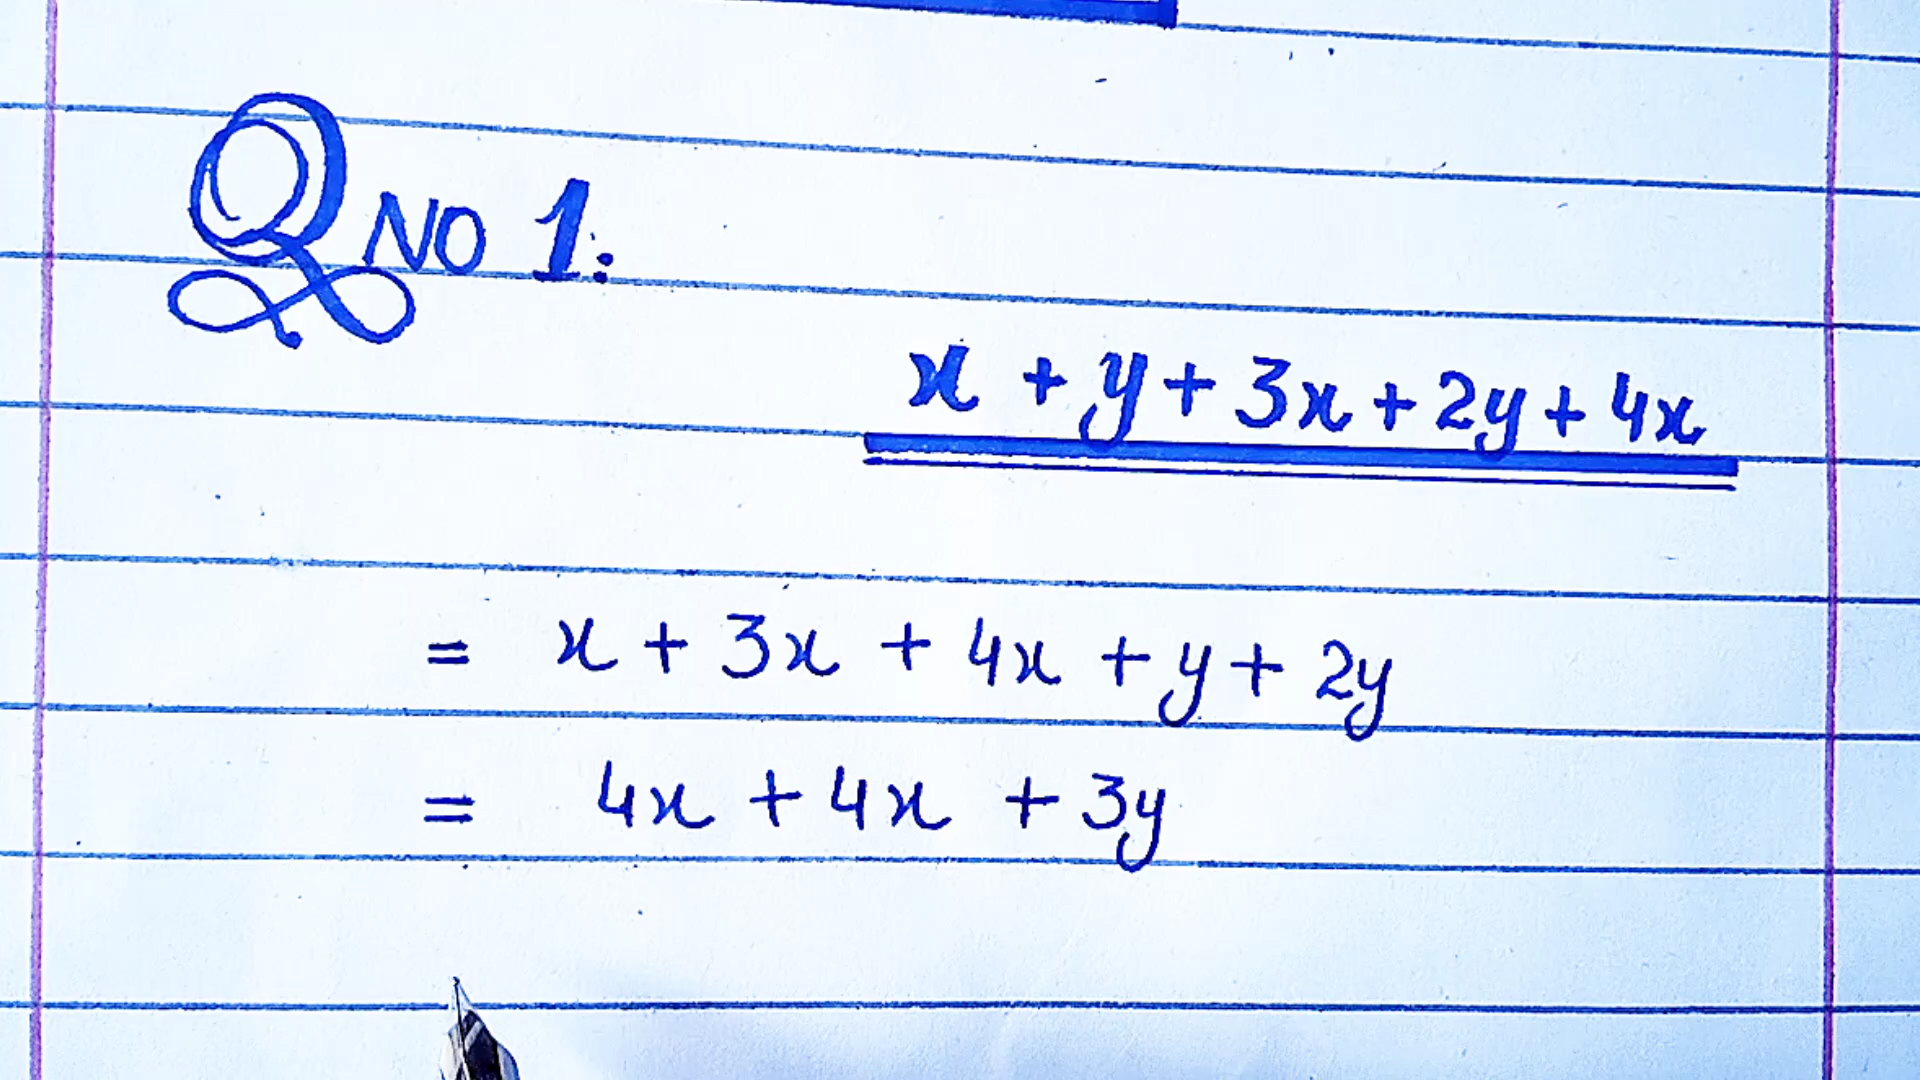 Q NO 1:
x + y + 3x + 2y + 4x
= x + 3x + 4x + y + 2y
= 4x + 4x + 3y